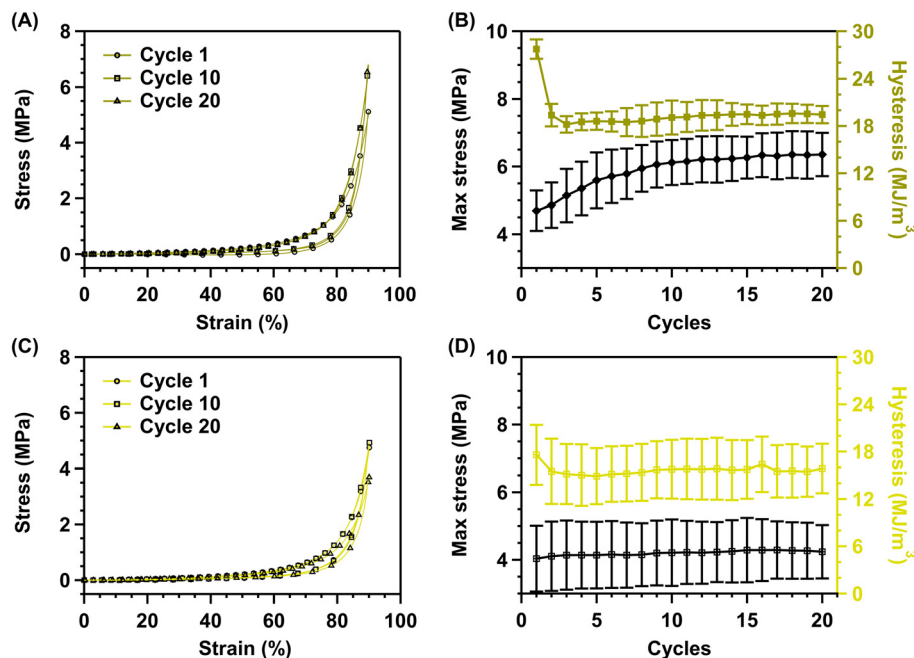 (A)
8
6
4
2
0
Stress (MPa)
Cycle 1
Cycle 10
Cycle 20
0 20 40 60 80 100
Strain (%)
(B)
10
8
6
4
Max stress (MPa)
30
24
18
12
6
0
Hysteresis (MJ/m³)
0 5 10 15 20
Cycles
(C)
8
6
4
2
0
Stress (MPa)
Cycle 1
Cycle 10
Cycle 20
0 20 40 60 80 100
Strain (%)
(D)
10
8
6
4
Max stress (MPa)
30
24
18
12
6
0
Hysteresis (MJ/m³)
0 5 10 15 20
Cycles